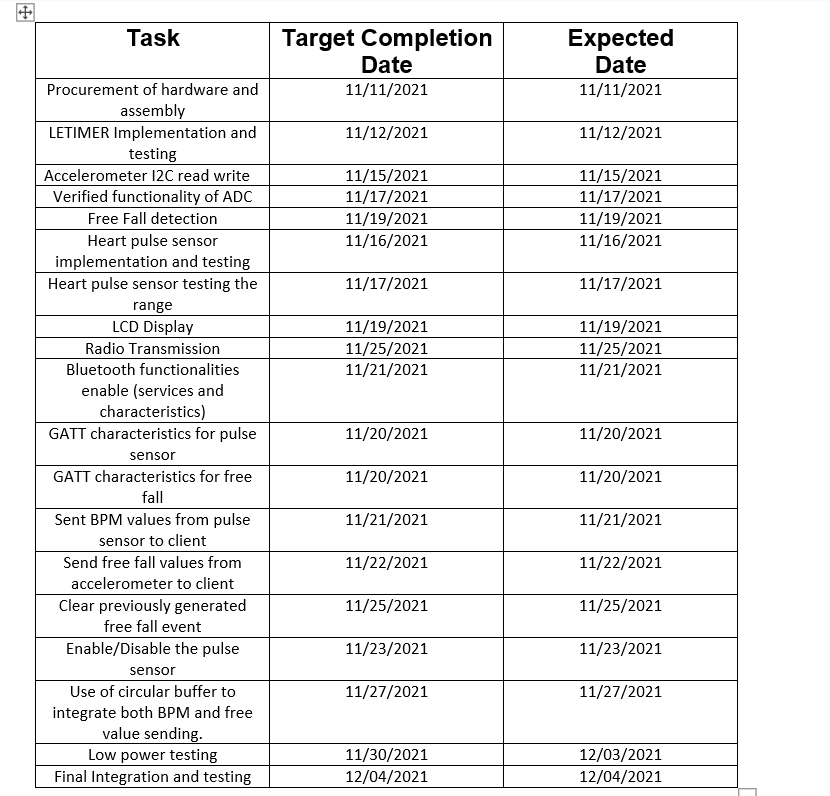 Task Target Completion Expected
Date Date
Procurement of hardware and 11/11/2021 11/11/2021
assembly
LETIMER Implementation and 11/12/2021 11/12/2021
testing
Accelerometer I2C read write 11/15/2021 11/15/2021
Verified functionality of ADC 11/17/2021 11/17/2021
Free Fall detection 11/19/2021 11/19/2021
Heart pulse sensor 11/16/2021 11/16/2021
implementation and testing
Heart pulse sensor testing the 11/17/2021 11/17/2021
range
LCD Display 11/19/2021 11/19/2021
Radio Transmission 11/25/2021 11/25/2021
Bluetooth functionalities 11/21/2021 11/21/2021
enable (services and
characteristics)
GATT characteristics for pulse 11/20/2021 11/20/2021
sensor
GATT characteristics for free 11/20/2021 11/20/2021
fall
Sent BPM values from pulse 11/21/2021 11/21/2021
sensor to client
Send free fall values from 11/22/2021 11/22/2021
accelerometer to client
Clear previously generated 11/25/2021 11/25/2021
free fall event
Enable/Disable the pulse 11/23/2021 11/23/2021
sensor
Use of circular buffer to 11/27/2021 11/27/2021
integrate both BPM and free
value sending.
Low power testing 11/30/2021 12/03/2021
Final Integration and testing 12/04/2021 12/04/2021